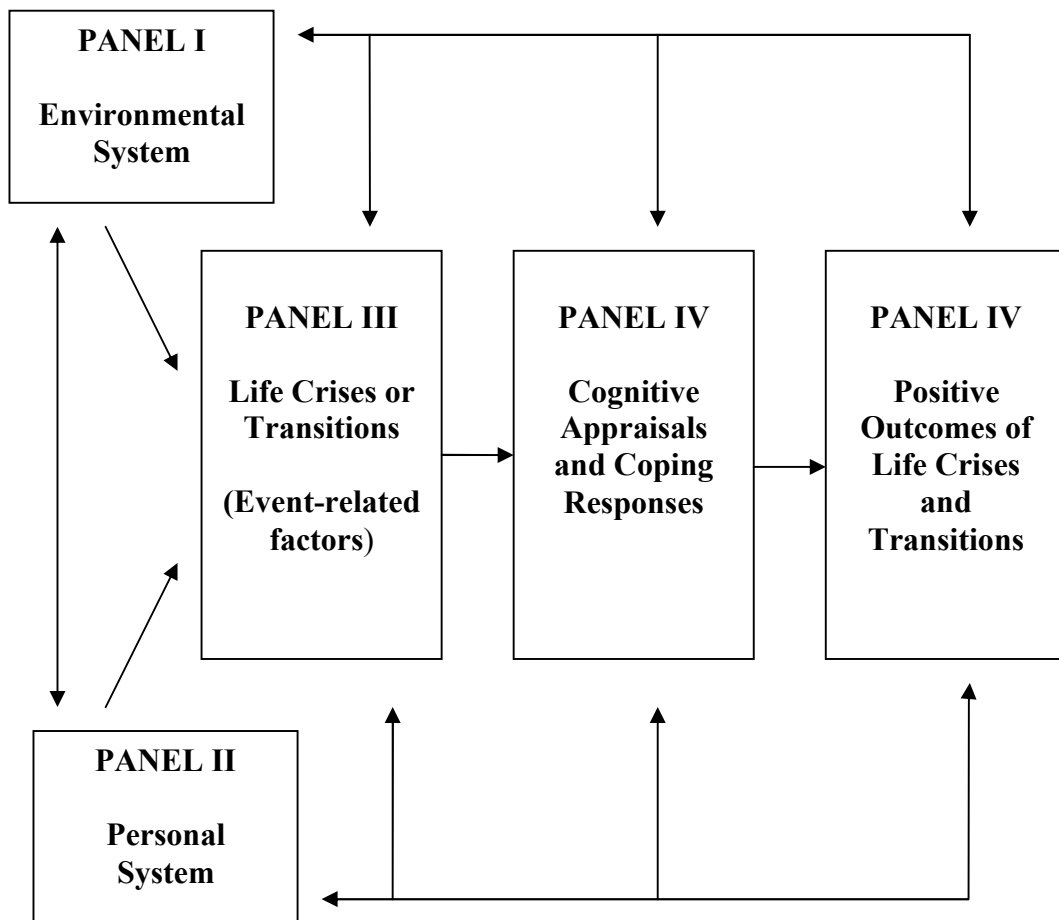 PANEL I
Environmental
System
PANEL III
Life Crises or
Transitions
(Event-related
factors)
PANEL IV
Cognitive
Appraisals
and Coping
Responses
PANEL IV
Positive
Outcomes of
Life Crises
and
Transitions
PANEL II
Personal
System